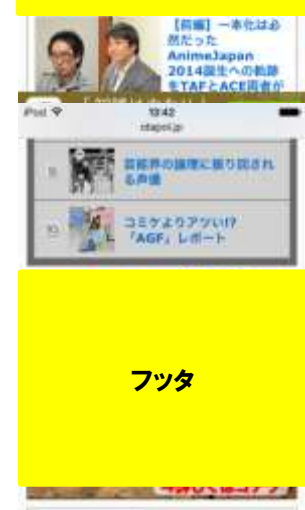 【前編】一本化は必
然だった
AnimeJapan
2014誕生への軌跡
をTAFとACE両者が
iPod
13:42
otapol.jp
9.
芸能界の論理に振り回され
る声優
10.
コミケよりアツい!?
「AGF」レポート
フッタ